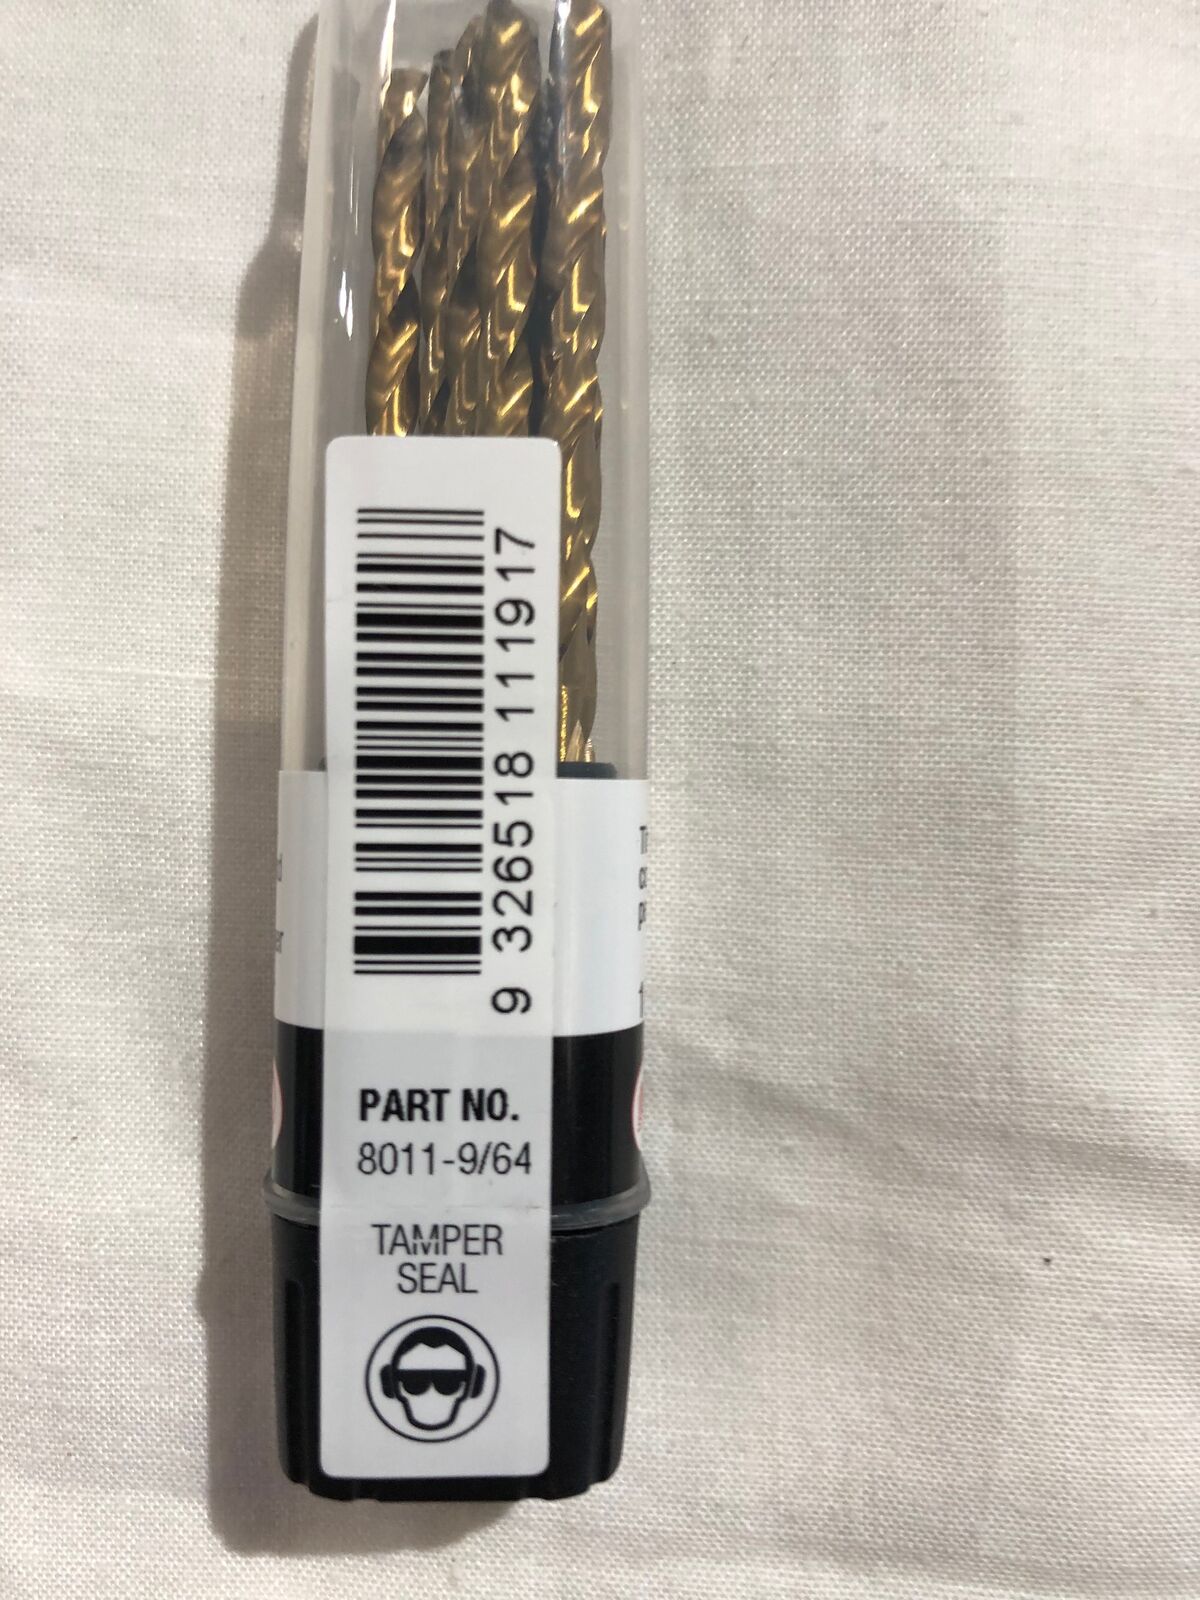 9 326518 111917
PART NO.
8011-9/64
TAMPER
SEAL